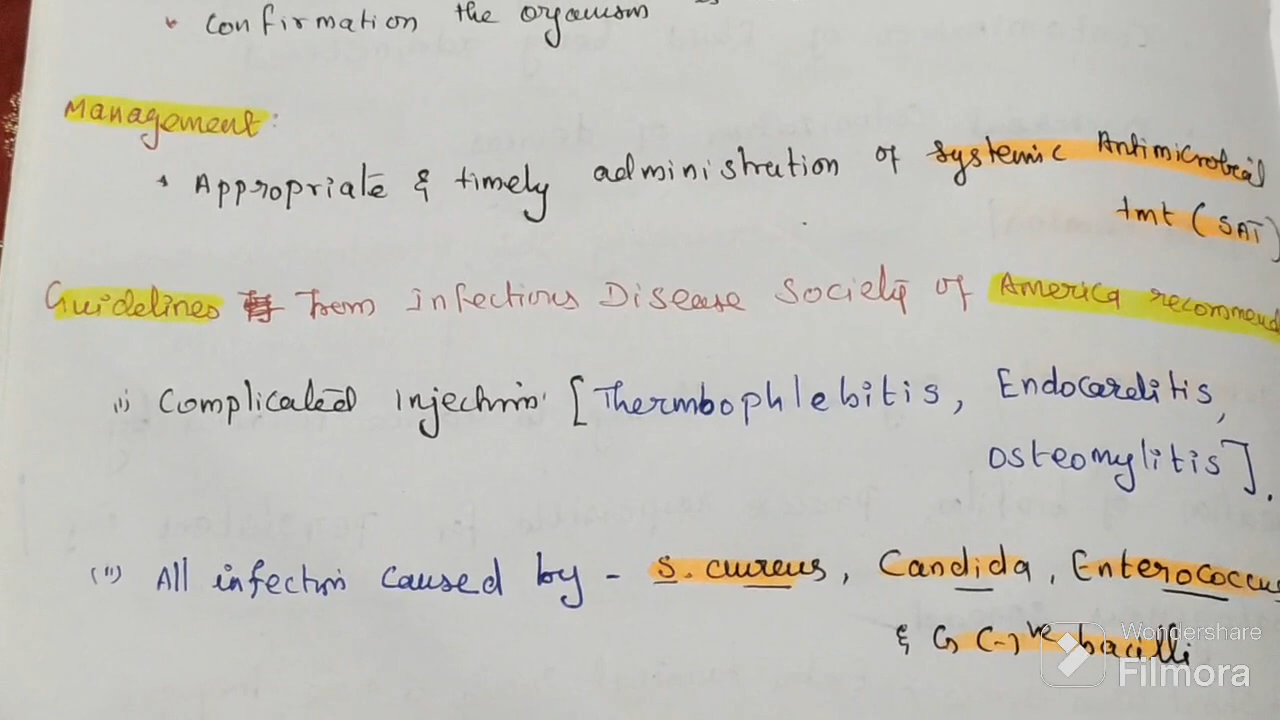 * Confirmation the organism
Management:
* Appropriate & timely administration of systemic Antimicrobial
tmt (SAT)
Guidelines from Infectious Disease Society of America recommend
i) Complicated Injection [Thermbophlebitis, Endocarditis,
osteomylitis].
(ii) All infection caused by - S. aureus, Candida, Enterococcus
& G (-)ve bacilli
Wondershare
Filmora